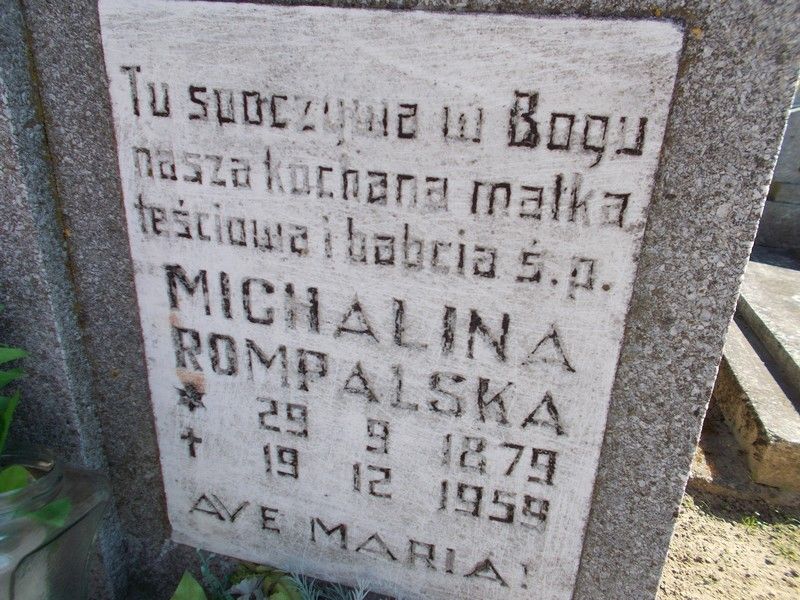 Tu spoczywa w Bogu
nasza kochana matka
teściowa i babcia ś.p.
MICHALINA
ROMPALSKA
* 29 9 1879
† 19 12 1959
AVE MARIA!